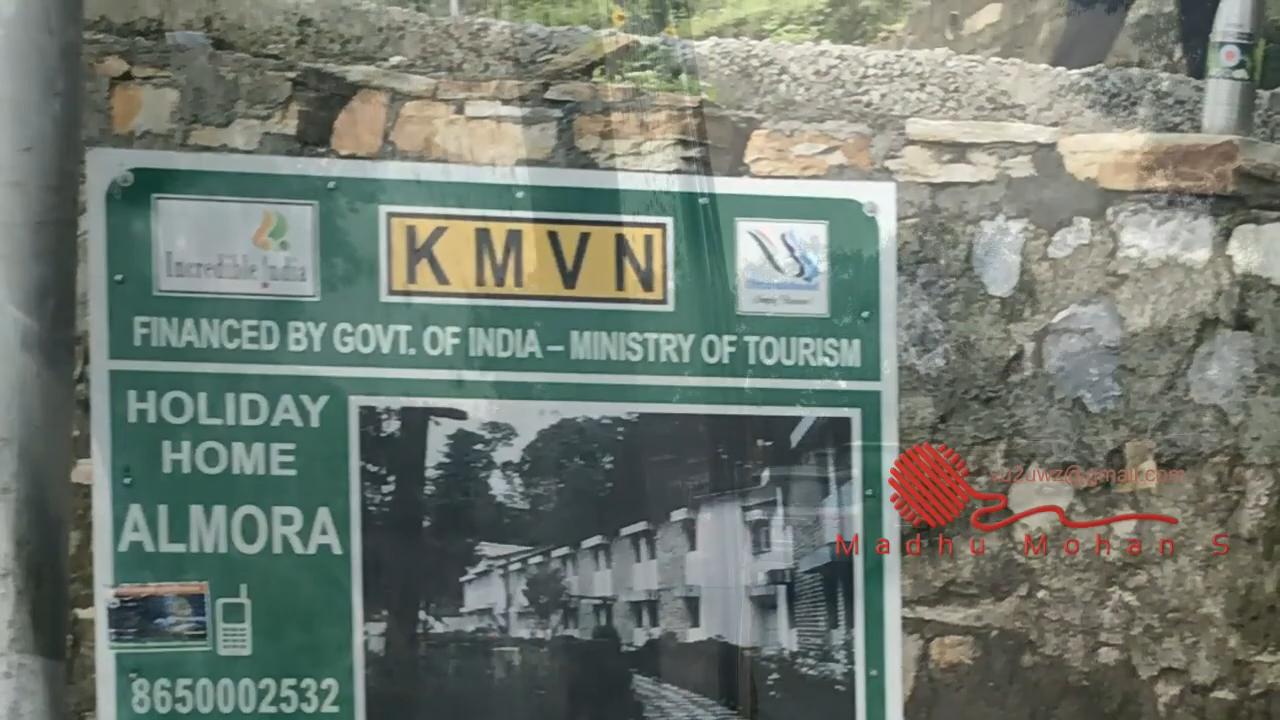 Incredible India
KMVN
FINANCED BY GOVT. OF INDIA – MINISTRY OF TOURISM
HOLIDAY
HOME
ALMORA
8650002532
Madhu Mohan S